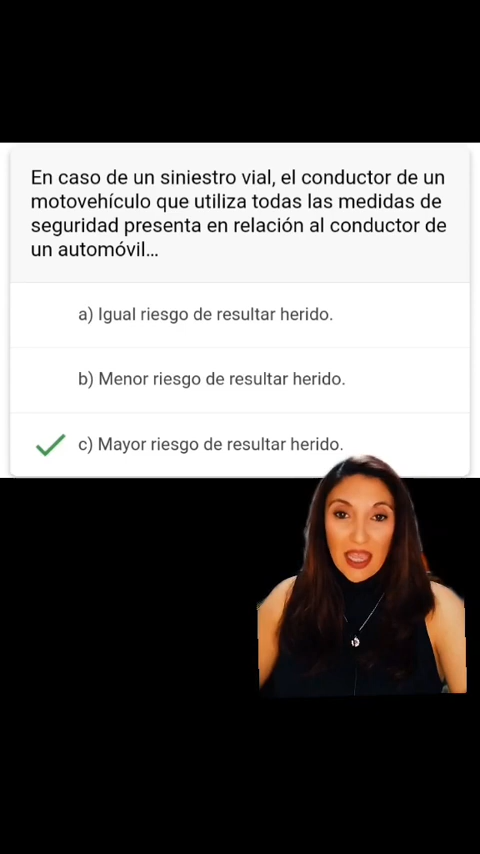 En caso de un siniestro vial, el conductor de un
motovehículo que utiliza todas las medidas de
seguridad presenta en relación al conductor de
un automóvil...
a) Igual riesgo de resultar herido.
b) Menor riesgo de resultar herido.
c) Mayor riesgo de resultar herido.